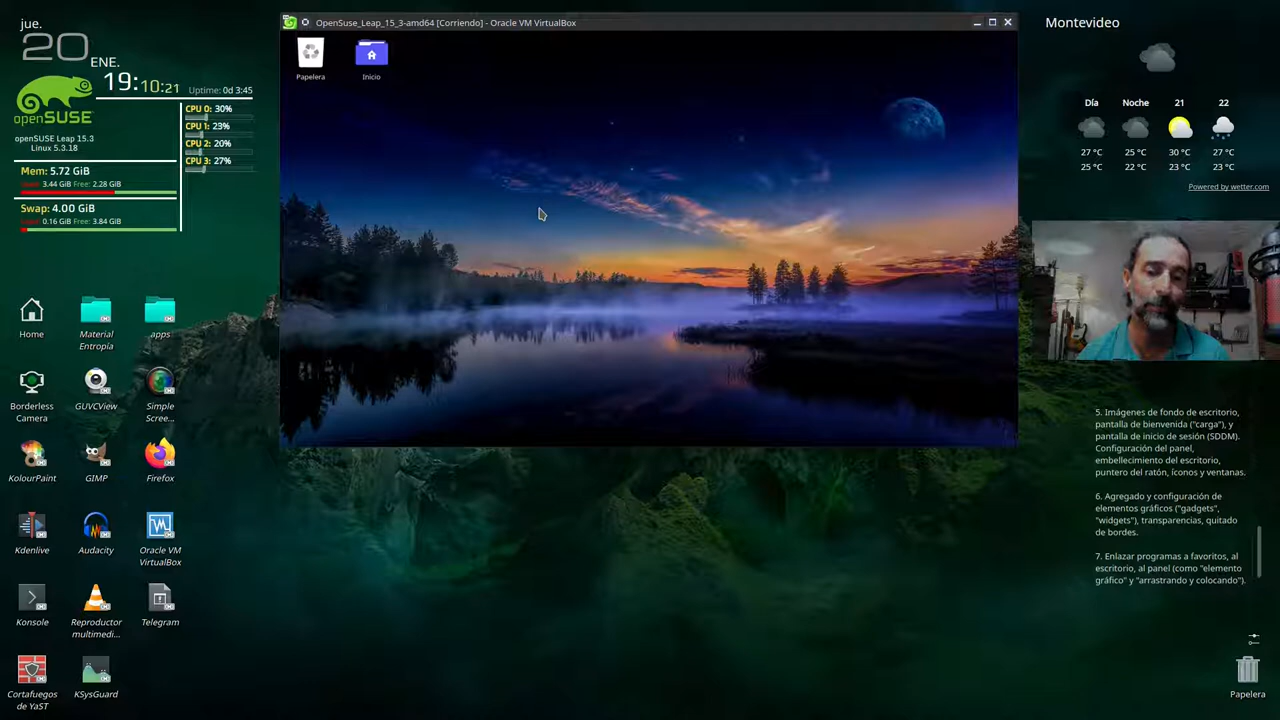 jue.
20
ENE.
19:10:21
Uptime: 0d 3:45
openSUSE
openSUSE Leap 15.3
Linux 5.3.18
CPU 0: 30%
CPU 1: 23%
CPU 2: 20%
CPU 3: 27%
Mem: 5.72 GiB
3.44 GiB Free: 2.28 GiB
Swap: 4.00 GiB
0.16 GiB Free: 3.84 GiB
Home
Material
Entropía
apps
Borderless
Camera
GUVCView
Simple
Scree...
KolourPaint
GIMP
Firefox
Kdenlive
Audacity
Oracle VM
VirtualBox
Konsole
Reproductor
multimedi...
Telegram
Cortafuegos
de YaST
KSysGuard
OpenSuse_Leap_15_3-amd64 [Corriendo] - Oracle VM VirtualBox
Papelera
Inicio
Montevideo
Día Noche 21 22
27 °C 25 °C 30 °C 27 °C
25 °C 22 °C 23 °C 23 °C
Powered by wetter.com
5. Imágenes de fondo de escritorio,
pantalla de bienvenida ("carga"), y
pantalla de inicio de sesión (SDDM).
Configuración del panel,
embellecimiento del escritorio,
puntero del ratón, íconos y ventanas.
6. Agregado y configuración de
elementos gráficos ("gadgets",
"widgets"), transparencias, quitado
de bordes.
7. Enlazar programas a favoritos, al
escritorio, al panel (como "elemento
gráfico" y "arrastrando y colocando").
Papelera